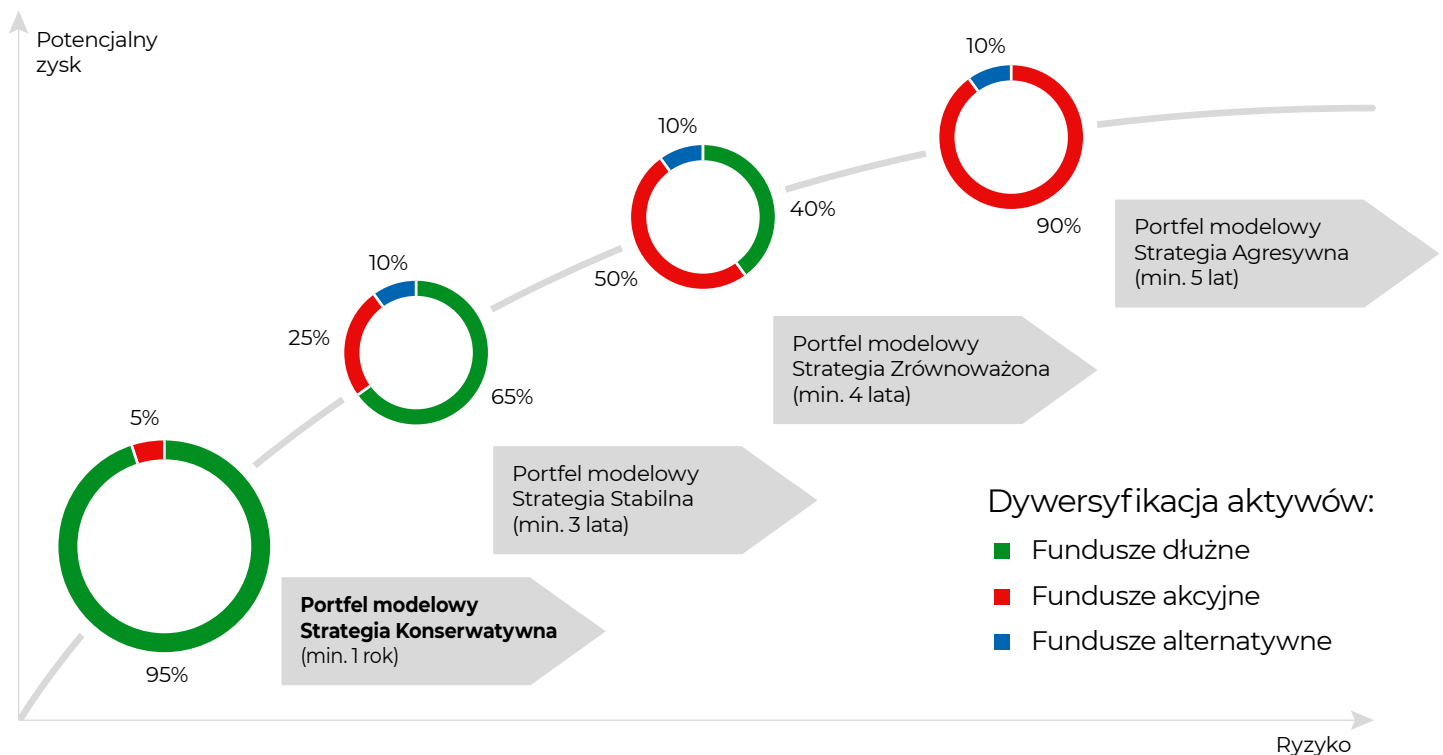 Potencjalny
zysk
10%
90%
Portfel modelowy
Strategia Agresywna
(min. 5 lat)
10%
40%
50%
Portfel modelowy
Strategia Zrównoważona
(min. 4 lata)
10%
25%
65%
Portfel modelowy
Strategia Stabilna
(min. 3 lata)
5%
95%
Portfel modelowy
Strategia Konserwatywna
(min. 1 rok)
Dywersyfikacja aktywów:
Fundusze dłużne
Fundusze akcyjne
Fundusze alternatywne
Ryzyko